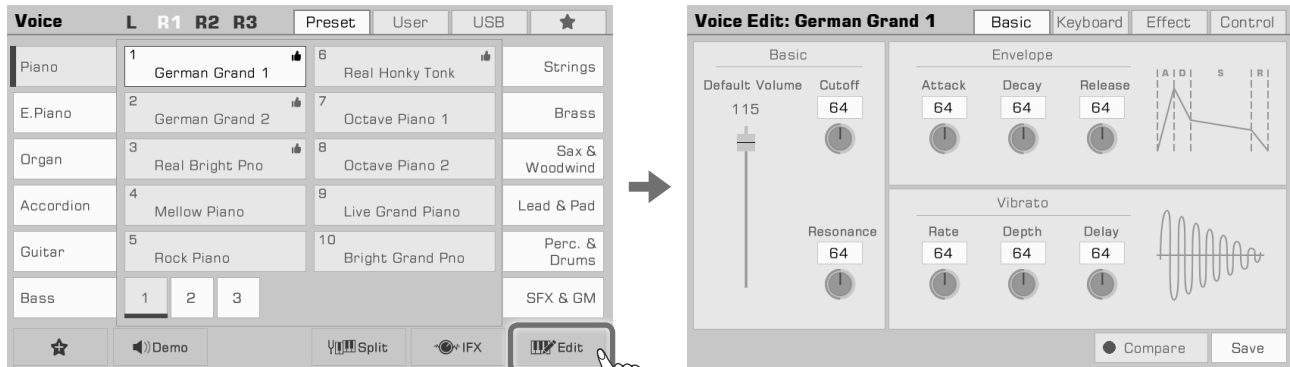 Voice L R1 R2 R3 Preset User USB
Piano
E.Piano
Organ
Accordion
Guitar
Bass
1 German Grand 1
2 German Grand 2
3 Real Bright Pno
4 Mellow Piano
5 Rock Piano
6 Real Honky Tonk
7 Octave Piano 1
8 Octave Piano 2
9 Live Grand Piano
10 Bright Grand Pno
1 2 3
Strings
Brass
Sax &
Woodwind
Lead & Pad
Perc. &
Drums
SFX & GM
Demo Split IFX Edit
Voice Edit: German Grand 1 Basic Keyboard Effect Control
Basic
Default Volume Cutoff
115 64
Resonance
64
Envelope
Attack Decay Release
64 64 64
A D S R
Vibrato
Rate Depth Delay
64 64 64
Compare Save